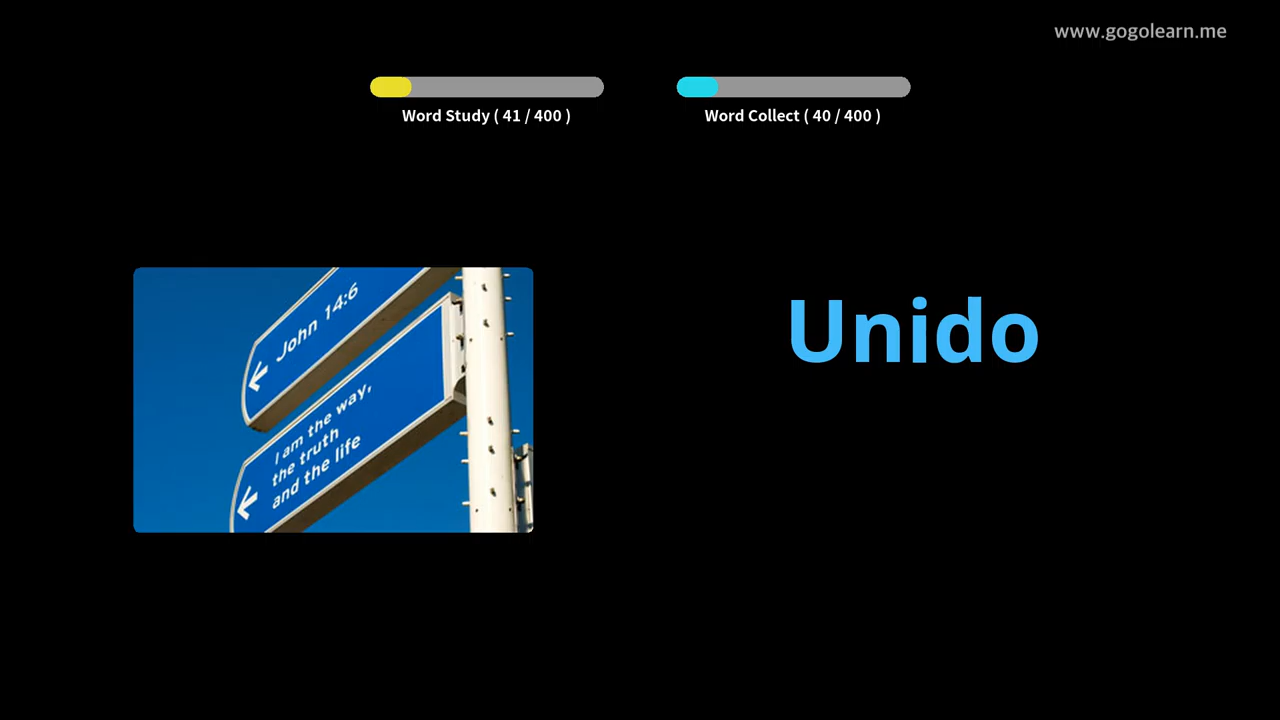 www.gogolearn.me
Word Study ( 41 / 400 )
Word Collect ( 40 / 400 )
John 14:6
I am the way,
the truth
and the life
Unido